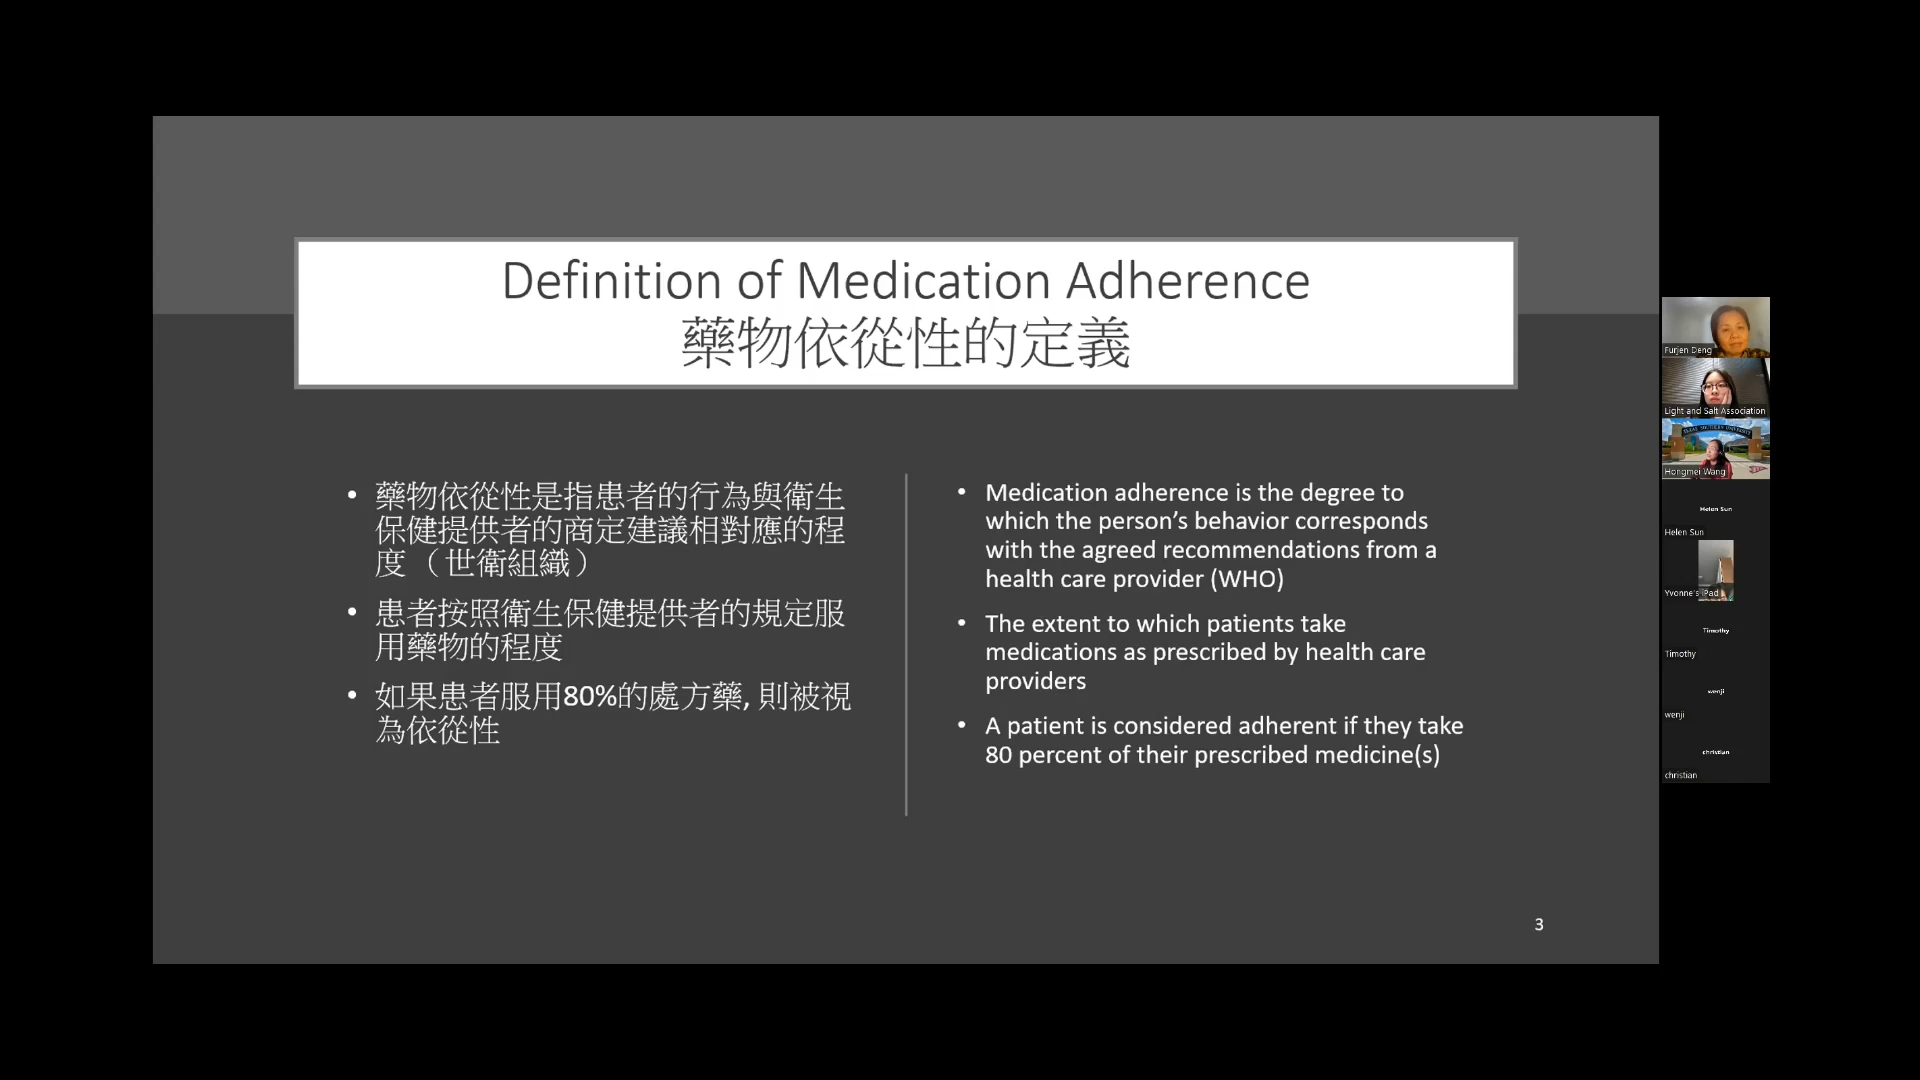 Definition of Medication Adherence
藥物依從性的定義
• 藥物依從性是指患者的行為與衛生
保健提供者的商定建議相對應的程
度 （世衛組織）
• 患者按照衛生保健提供者的規定服
用藥物的程度
• 如果患者服用80%的處方藥, 則被視
為依從性
• Medication adherence is the degree to
which the person’s behavior corresponds
with the agreed recommendations from a
health care provider (WHO)
• The extent to which patients take
medications as prescribed by health care
providers
• A patient is considered adherent if they take
80 percent of their prescribed medicine(s)
3
Furjen Deng
Light and Salt Association
TEXAS SOUTHERN UNIVERSITY
Hongmei Wang
Helen Sun
Helen Sun
Yvonne's iPad
Timothy
Timothy
wenji
wenji
christian
christian